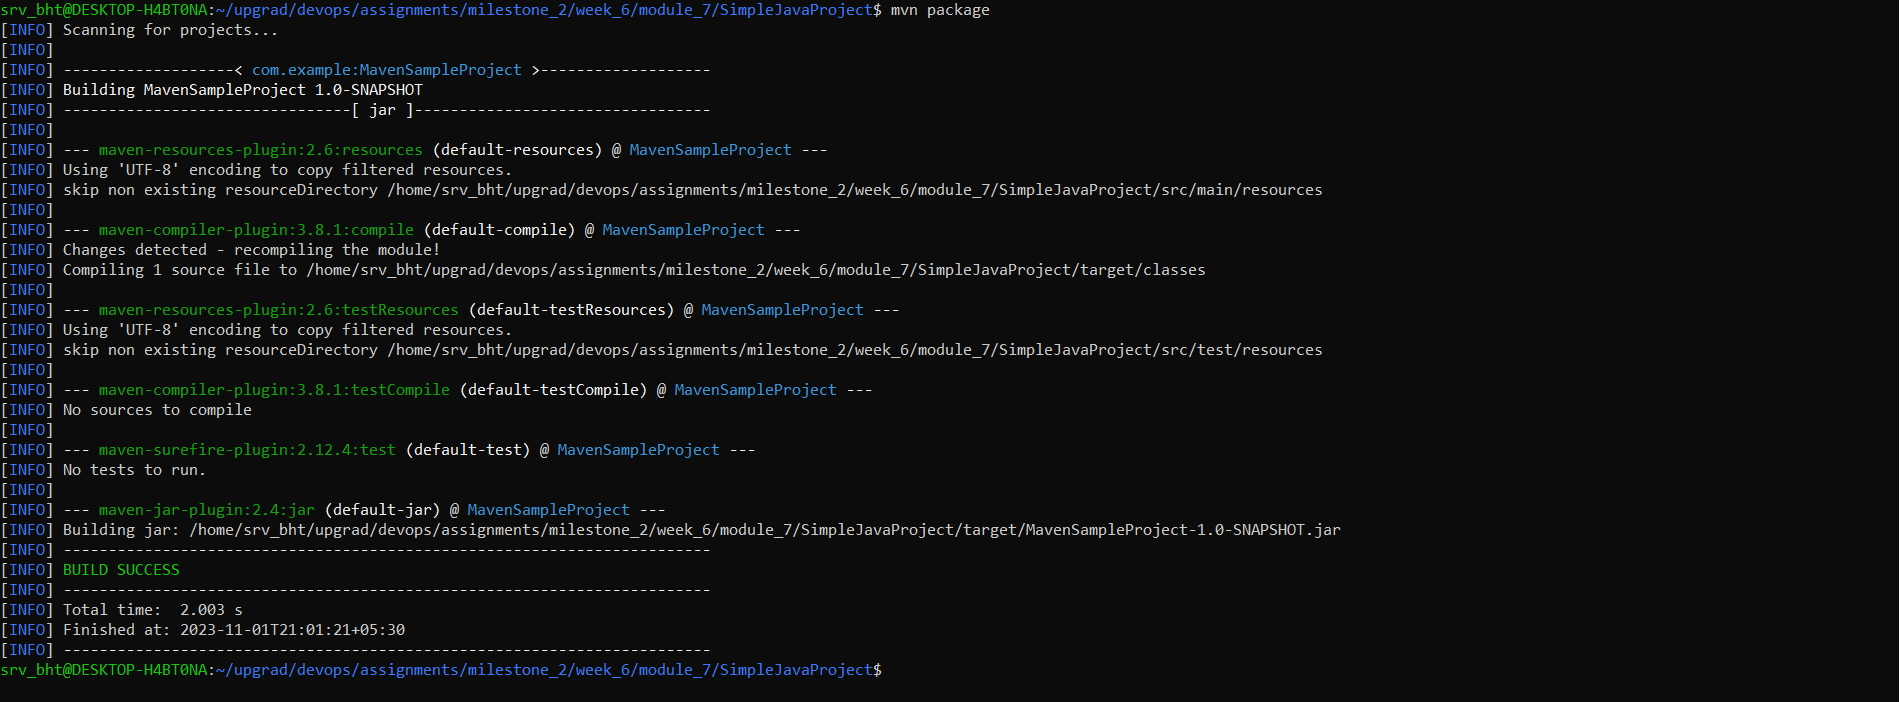 srv_bht@DESKTOP-H4BT0NA:~/upgrad/devops/assignments/milestone_2/week_6/module_7/SimpleJavaProject$ mvn package
[INFO] Scanning for projects...
[INFO]
[INFO] -------------------< com.example:MavenSampleProject >-------------------
[INFO] Building MavenSampleProject 1.0-SNAPSHOT
[INFO] --------------------------------[ jar ]---------------------------------
[INFO]
[INFO] --- maven-resources-plugin:2.6:resources (default-resources) @ MavenSampleProject ---
[INFO] Using 'UTF-8' encoding to copy filtered resources.
[INFO] skip non existing resourceDirectory /home/srv_bht/upgrad/devops/assignments/milestone_2/week_6/module_7/SimpleJavaProject/src/main/resources
[INFO]
[INFO] --- maven-compiler-plugin:3.8.1:compile (default-compile) @ MavenSampleProject ---
[INFO] Changes detected - recompiling the module!
[INFO] Compiling 1 source file to /home/srv_bht/upgrad/devops/assignments/milestone_2/week_6/module_7/SimpleJavaProject/target/classes
[INFO]
[INFO] --- maven-resources-plugin:2.6:testResources (default-testResources) @ MavenSampleProject ---
[INFO] Using 'UTF-8' encoding to copy filtered resources.
[INFO] skip non existing resourceDirectory /home/srv_bht/upgrad/devops/assignments/milestone_2/week_6/module_7/SimpleJavaProject/src/test/resources
[INFO]
[INFO] --- maven-compiler-plugin:3.8.1:testCompile (default-testCompile) @ MavenSampleProject ---
[INFO] No sources to compile
[INFO]
[INFO] --- maven-surefire-plugin:2.12.4:test (default-test) @ MavenSampleProject ---
[INFO] No tests to run.
[INFO]
[INFO] --- maven-jar-plugin:2.4:jar (default-jar) @ MavenSampleProject ---
[INFO] Building jar: /home/srv_bht/upgrad/devops/assignments/milestone_2/week_6/module_7/SimpleJavaProject/target/MavenSampleProject-1.0-SNAPSHOT.jar
[INFO] ------------------------------------------------------------------------
[INFO] BUILD SUCCESS
[INFO] ------------------------------------------------------------------------
[INFO] Total time:  2.003 s
[INFO] Finished at: 2023-11-01T21:01:21+05:30
[INFO] ------------------------------------------------------------------------
srv_bht@DESKTOP-H4BT0NA:~/upgrad/devops/assignments/milestone_2/week_6/module_7/SimpleJavaProject$